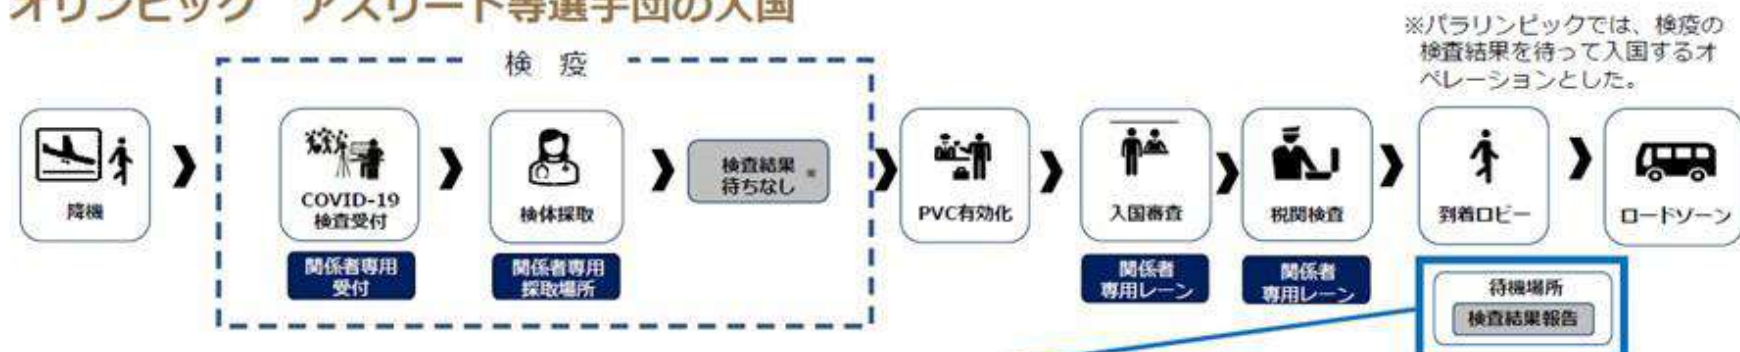 オリンピック アスリート等選手団の入国
※パラリンピックでは、検疫の
検査結果を待って入国するオ
ペレーションとした。
検 疫
降機
COVID-19
検査受付
検体採取
検査結果
待ちなし
※
PVC有効化
入国審査
税関検査
到着ロビー
ロードゾーン
関係者専用
受付
関係者専用
採取場所
関係者
専用レーン
関係者
専用レーン
待機場所
検査結果報告